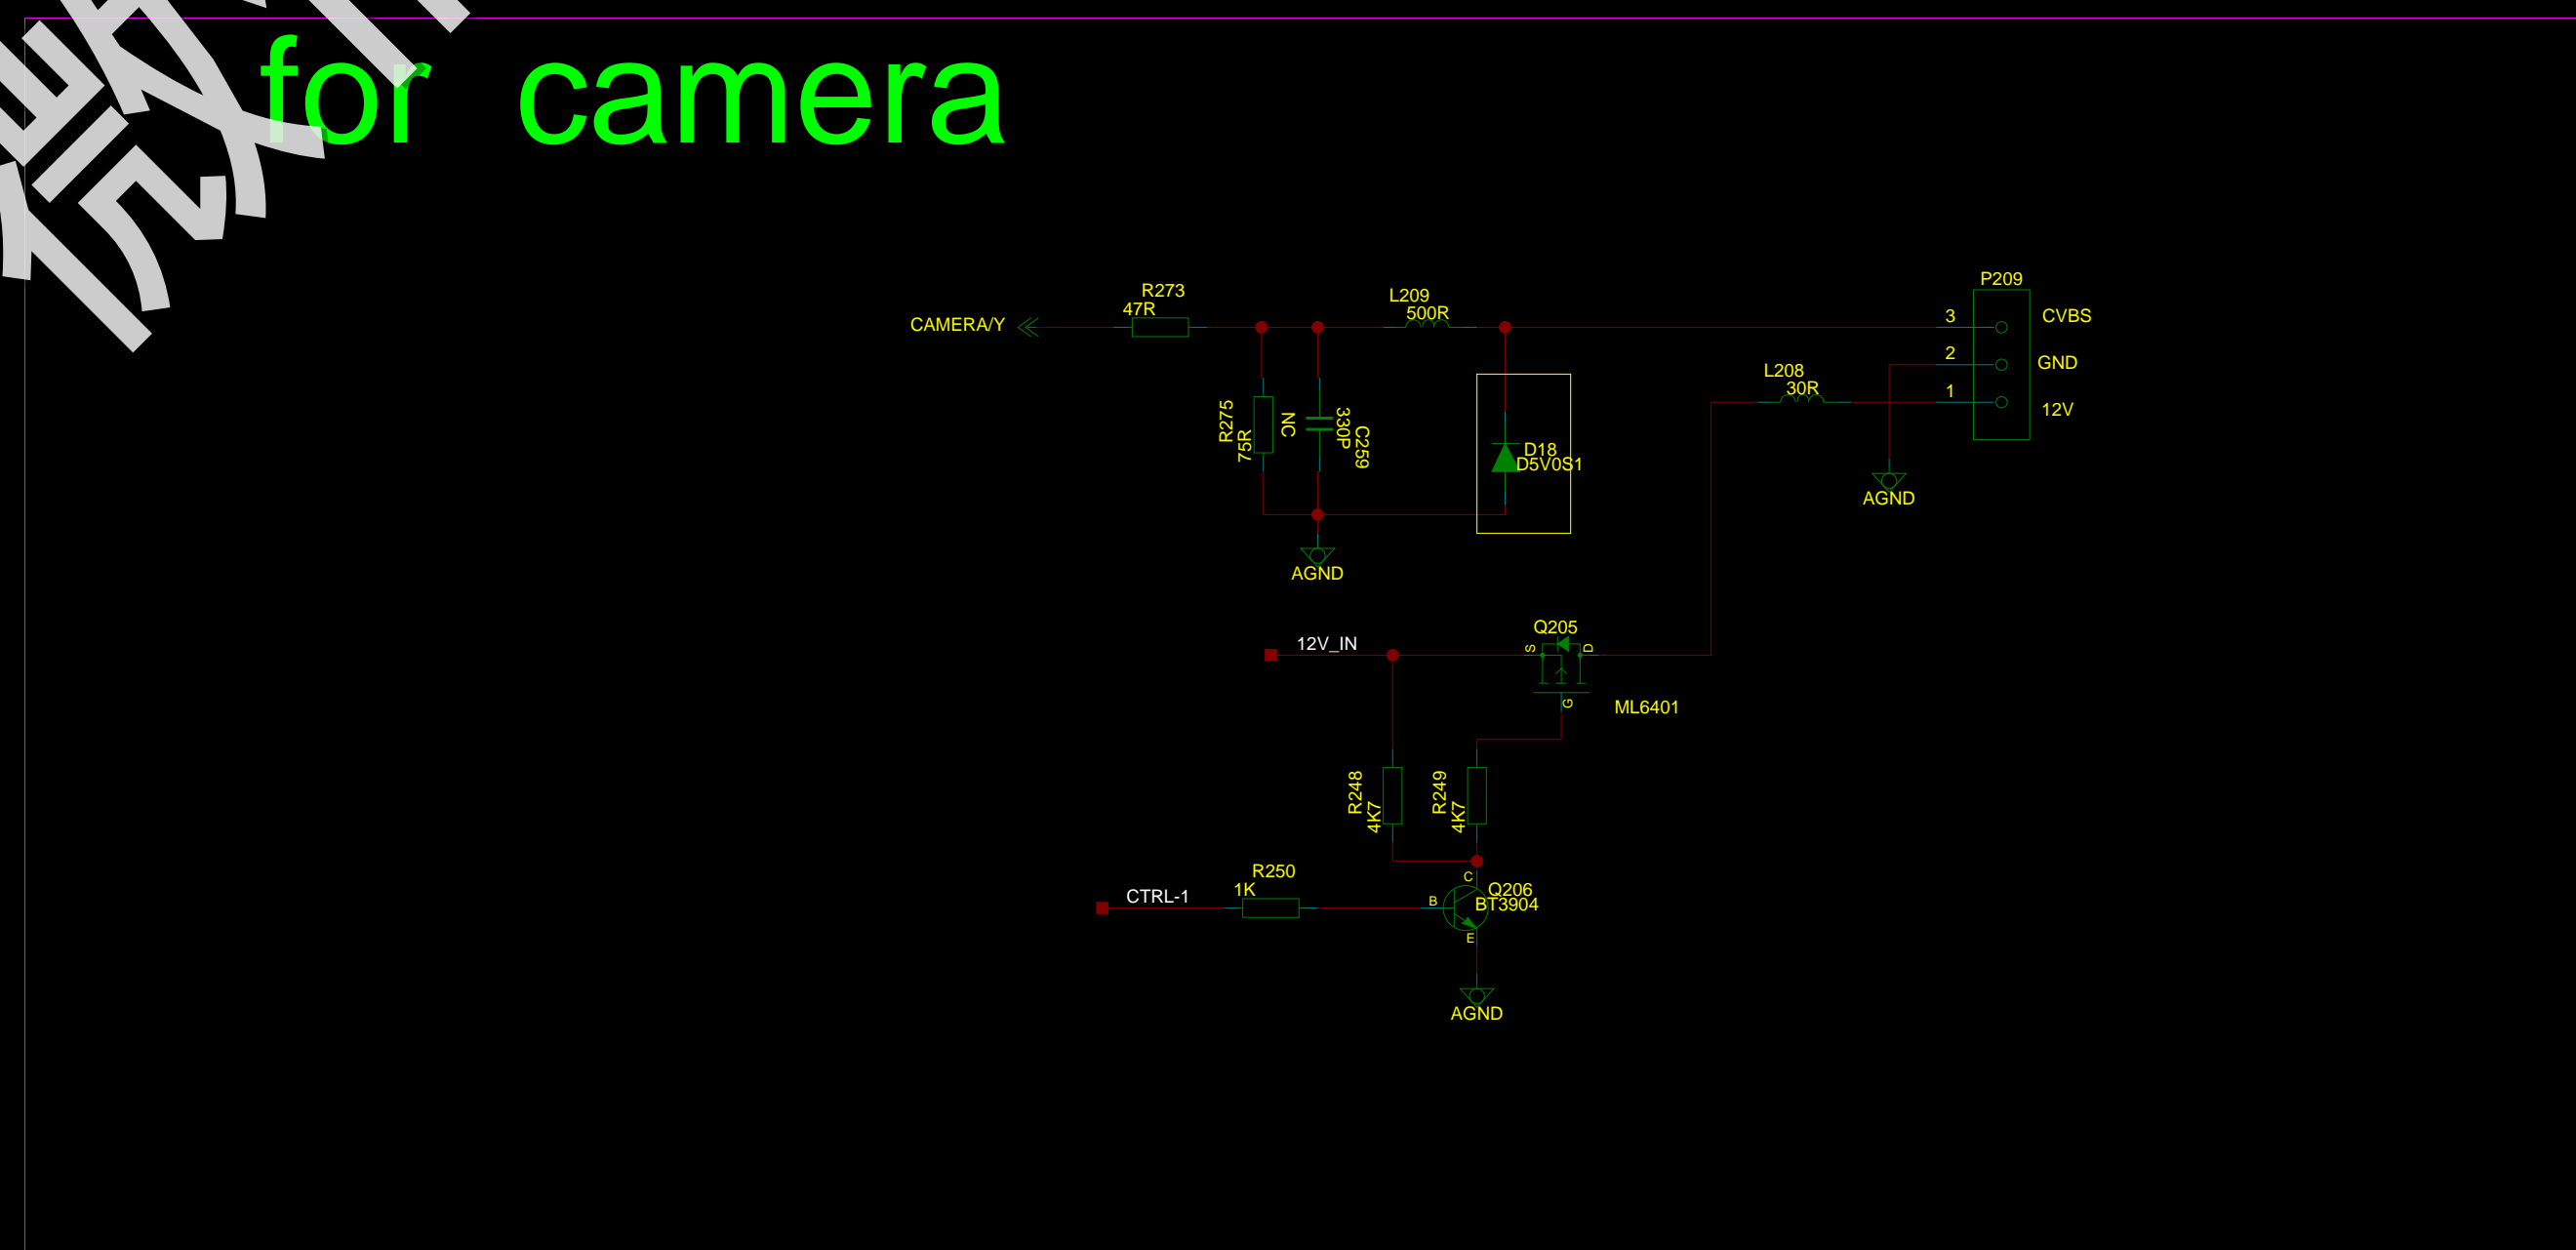 for camera
R273
47R
CAMERA/Y
L209
500R
P209
3
CVBS
2
GND
1
12V
L208
30R
R275
75R
NC
330P
C259
D18
D5V0S1
AGND
AGND
12V_IN
Q205
S
D
G
ML6401
R248
4K7
R249
4K7
R250
1K
CTRL-1
C
B
E
Q206
BT3904
AGND